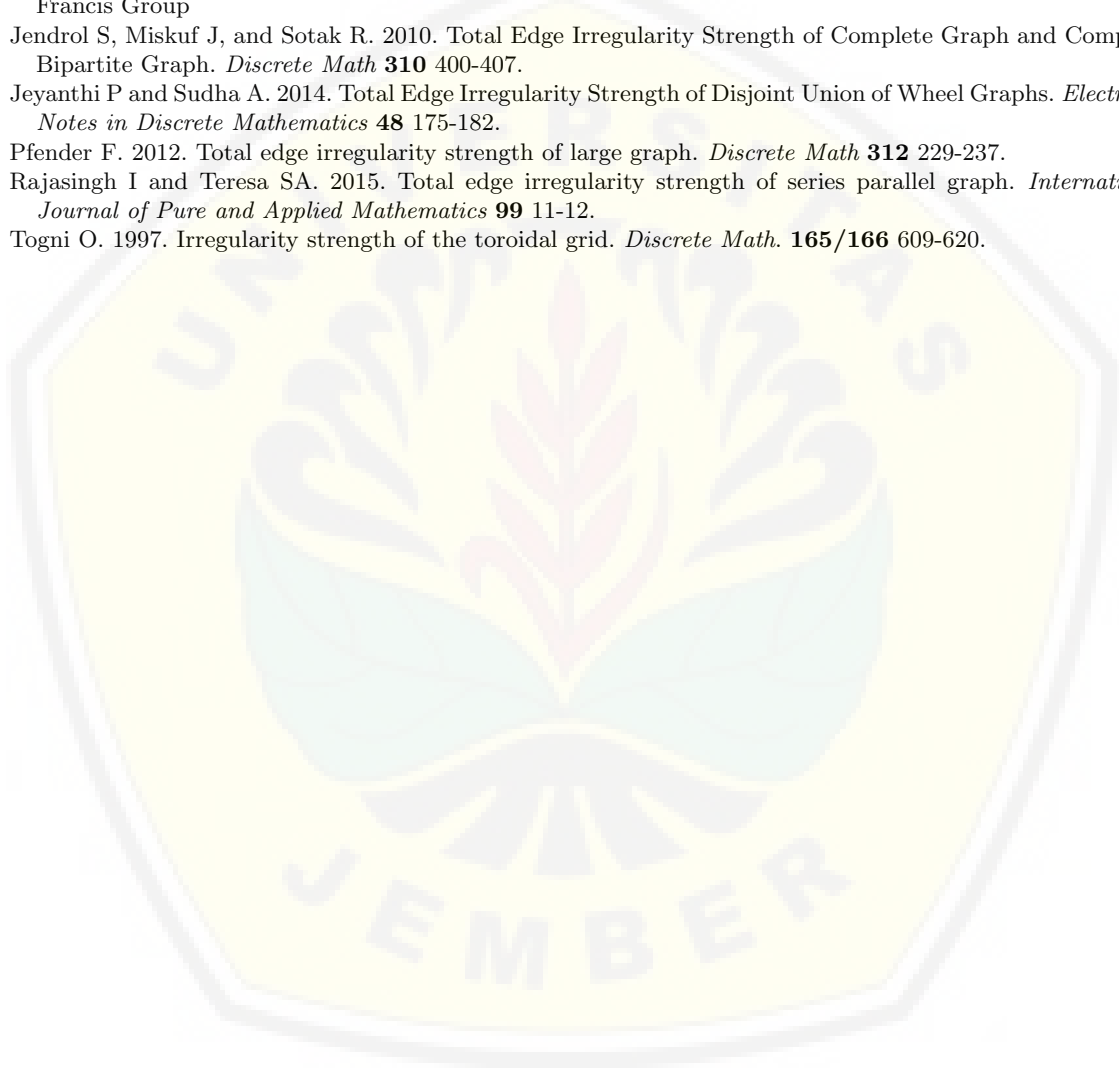 Francis Group
Jendrol S, Miskuf J, and Sotak R. 2010. Total Edge Irregularity Strength of Complete Graph and Comp
Bipartite Graph. Discrete Math 310 400-407.
Jeyanthi P and Sudha A. 2014. Total Edge Irregularity Strength of Disjoint Union of Wheel Graphs. Electr
Notes in Discrete Mathematics 48 175-182.
Pfender F. 2012. Total edge irregularity strength of large graph. Discrete Math 312 229-237.
Rajasingh I and Teresa SA. 2015. Total edge irregularity strength of series parallel graph. Internati
Journal of Pure and Applied Mathematics 99 11-12.
Togni O. 1997. Irregularity strength of the toroidal grid. Discrete Math. 165/166 609-620.
UNIVERSITAS
JEMBER